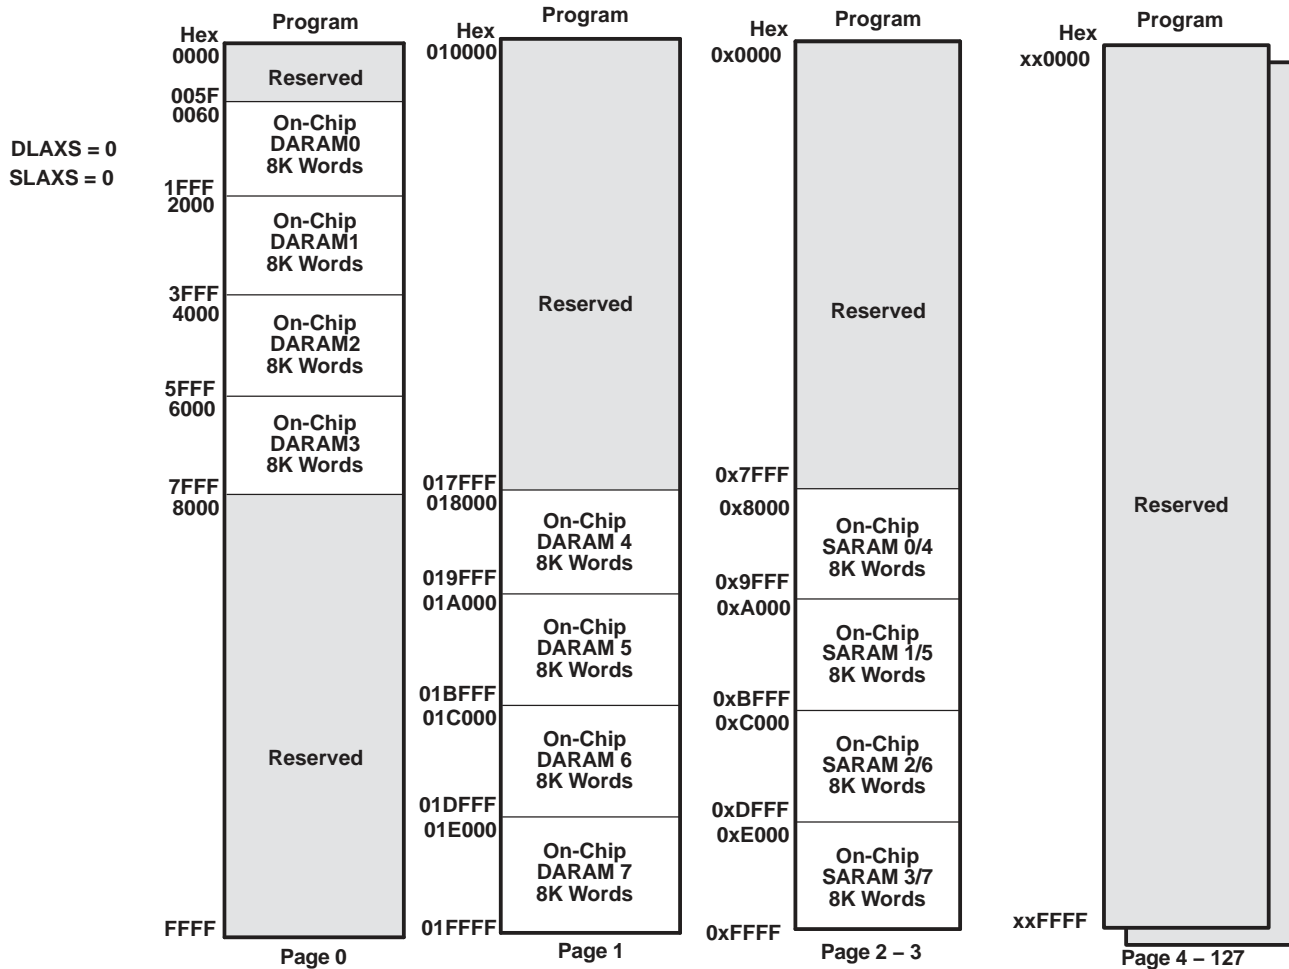 DLAXS = 0
SLAXS = 0
Program
Hex
0000
Reserved
005F
0060
On-Chip
DARAM0
8K Words
1FFF
2000
On-Chip
DARAM1
8K Words
3FFF
4000
On-Chip
DARAM2
8K Words
5FFF
6000
On-Chip
DARAM3
8K Words
7FFF
8000
Reserved
FFFF
Page 0
Program
Hex
010000
Reserved
017FFF
018000
On-Chip
DARAM 4
8K Words
019FFF
01A000
On-Chip
DARAM 5
8K Words
01BFFF
01C000
On-Chip
DARAM 6
8K Words
01DFFF
01E000
On-Chip
DARAM 7
8K Words
01FFFF
Page 1
Program
Hex
0x0000
Reserved
0x7FFF
0x8000
On-Chip
SARAM 0/4
8K Words
0x9FFF
0xA000
On-Chip
SARAM 1/5
8K Words
0xBFFF
0xC000
On-Chip
SARAM 2/6
8K Words
0xDFFF
0xE000
On-Chip
SARAM 3/7
8K Words
0xFFFF
Page 2 – 3
Program
Hex
xx0000
Reserved
xxFFFF
Page 4 – 127